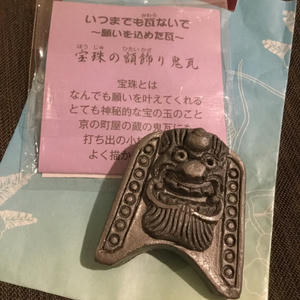 いつまでも瓦ないで
～願いを込めた瓦～
宝珠の額飾り鬼瓦
宝珠とは
なんでも願いを叶えてくれる
とても神秘的な宝の玉のこと
京の町屋の蔵の鬼瓦に
打ち出の小
よく描か